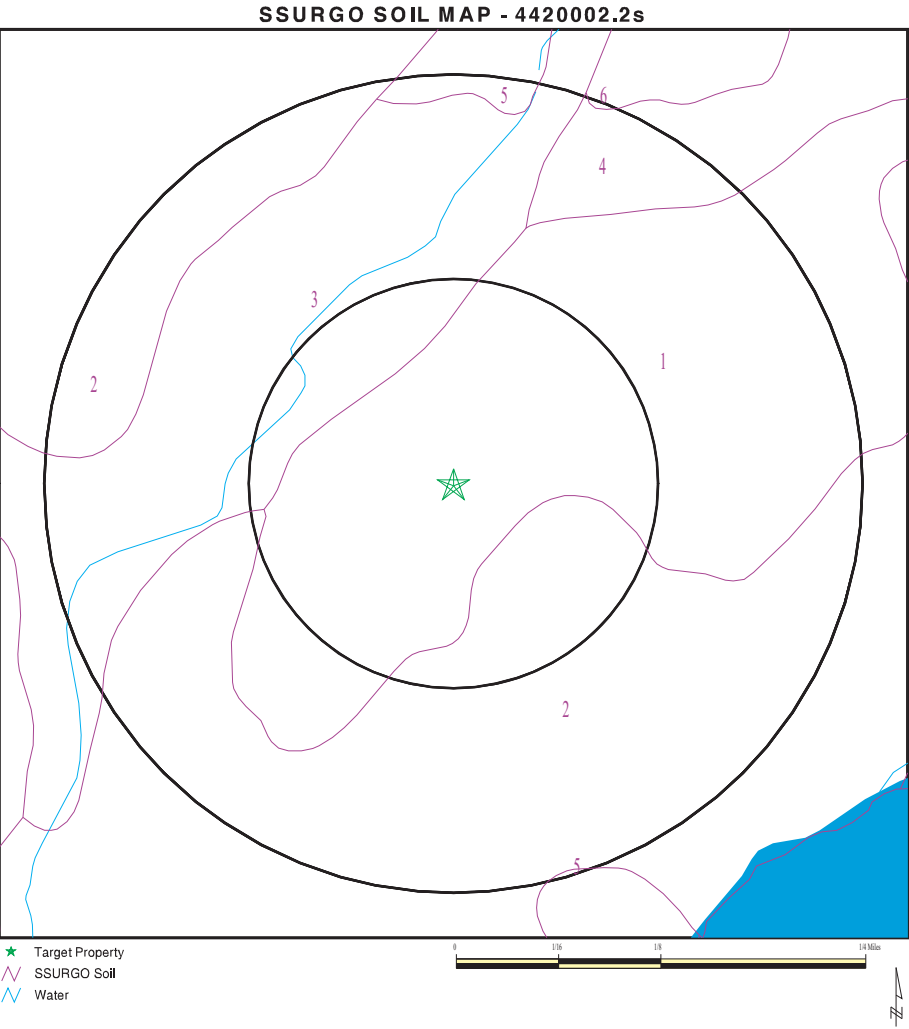 SSURGO SOIL MAP - 4420002.2s
5
6
4
3
1
2
2
5
Target Property
SSURGO Soil
Water
0 1/16 1/8 1/4 Miles
N